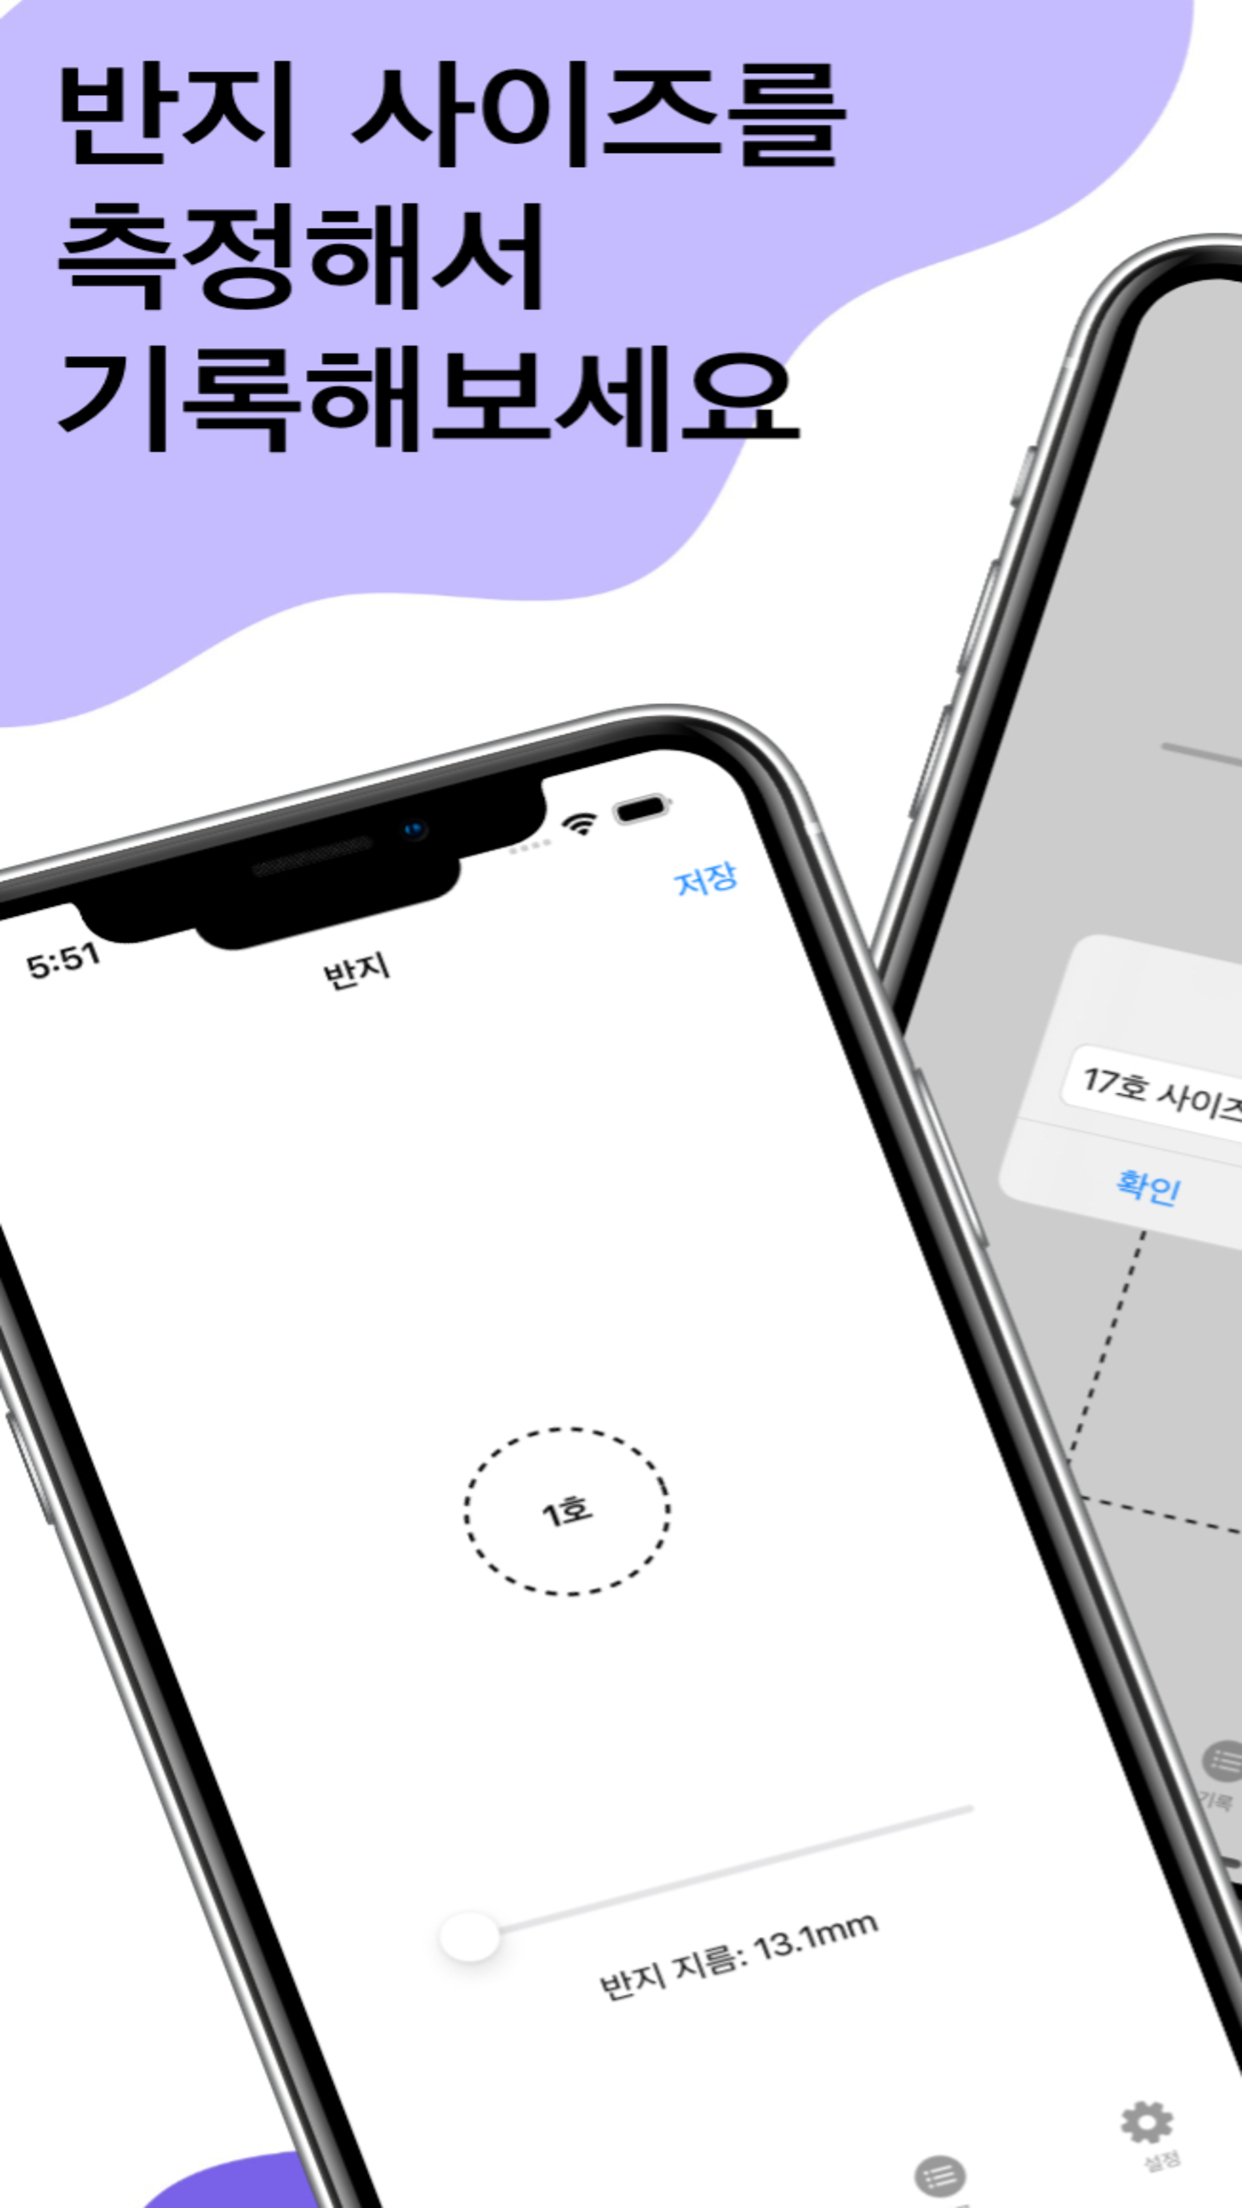 반지 사이즈를
측정해서
기록해보세요
5:51
반지
저장
1호
반지 지름: 13.1mm
설정
17호 사이즈
확인
기록